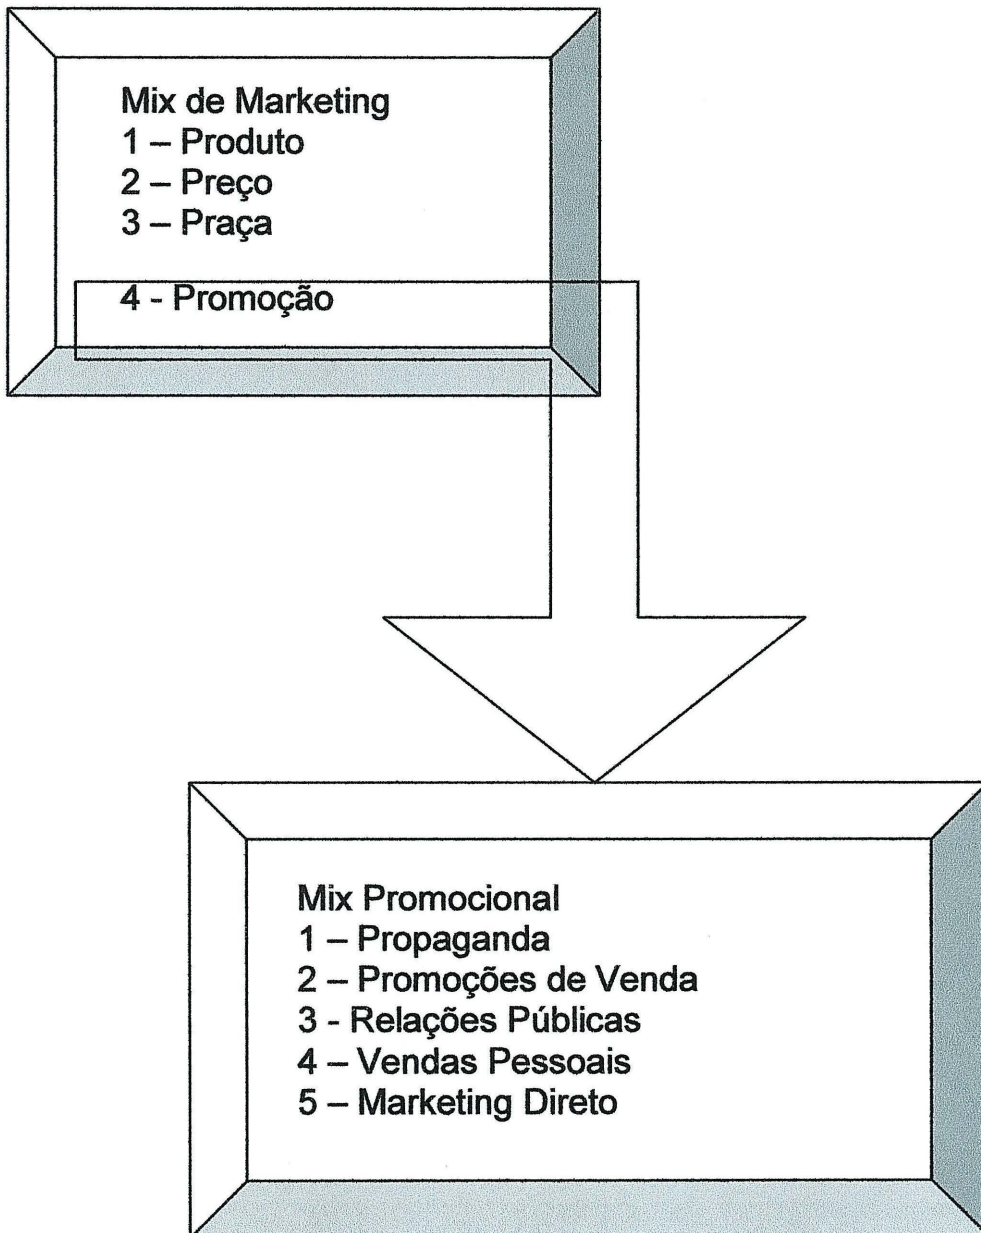 Mix de Marketing
1 – Produto
2 – Preço
3 – Praça
4 - Promoção
Mix Promocional
1 – Propaganda
2 – Promoções de Venda
3 - Relações Públicas
4 – Vendas Pessoais
5 – Marketing Direto